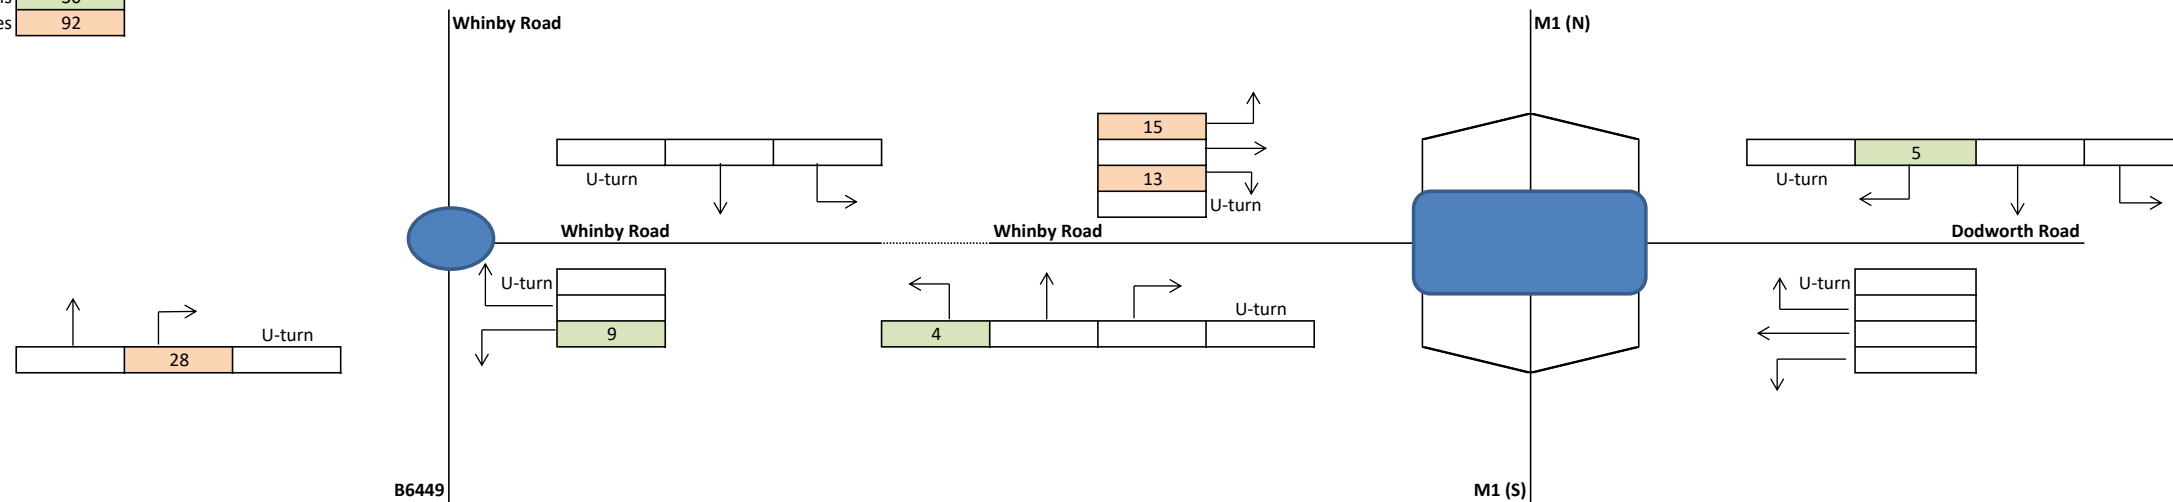 92
Whinby Road
M1 (N)
15
13
U-turn
U-turn
5
U-turn
Whinby Road
Whinby Road
Dodworth Road
U-turn
9
U-turn
4
U-turn
U-turn
28
B6449
M1 (S)